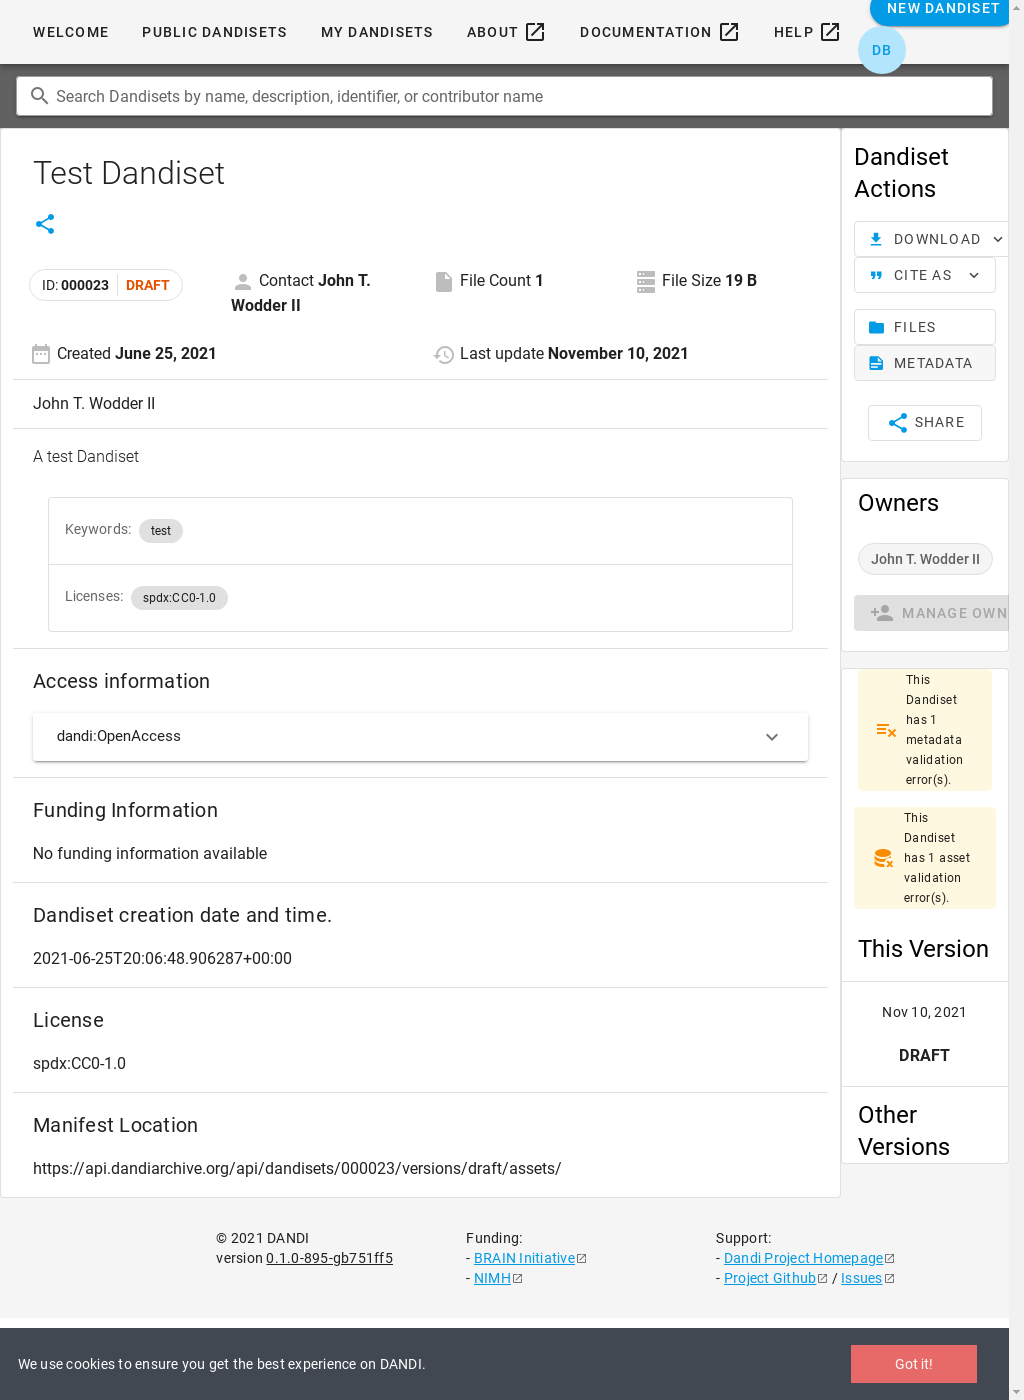 NEW DANDISET
WELCOME PUBLIC DANDISETS MY DANDISETS ABOUT DOCUMENTATION HELP
DB
Search Dandisets by name, description, identifier, or contributor name
Test Dandiset
ID: 000023 DRAFT
Contact John T. Wodder II
File Count 1
File Size 19 B
Created June 25, 2021
Last update November 10, 2021
John T. Wodder II
A test Dandiset
Keywords: test
Licenses: spdx:CC0-1.0
Access information
dandi:OpenAccess
Funding Information
No funding information available
Dandiset creation date and time.
2021-06-25T20:06:48.906287+00:00
License
spdx:CC0-1.0
Manifest Location
https://api.dandiarchive.org/api/dandisets/000023/versions/draft/assets/
Dandiset
Actions
DOWNLOAD
CITE AS
FILES
METADATA
SHARE
Owners
John T. Wodder II
MANAGE OWN
This
Dandiset
has 1
metadata
validation
error(s).
This
Dandiset
has 1 asset
validation
error(s).
This Version
Nov 10, 2021
DRAFT
Other
Versions
© 2021 DANDI
version 0.1.0-895-gb751ff5
Funding:
- BRAIN Initiative
- NIMH
Support:
- Dandi Project Homepage
- Project Github / Issues
We use cookies to ensure you get the best experience on DANDI.
Got it!